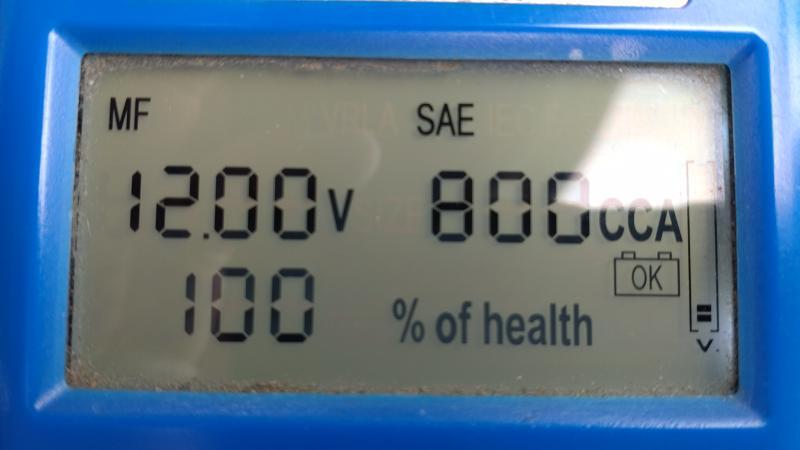 MF SAE
12.00V 800CCA
OK
100 % of health
V